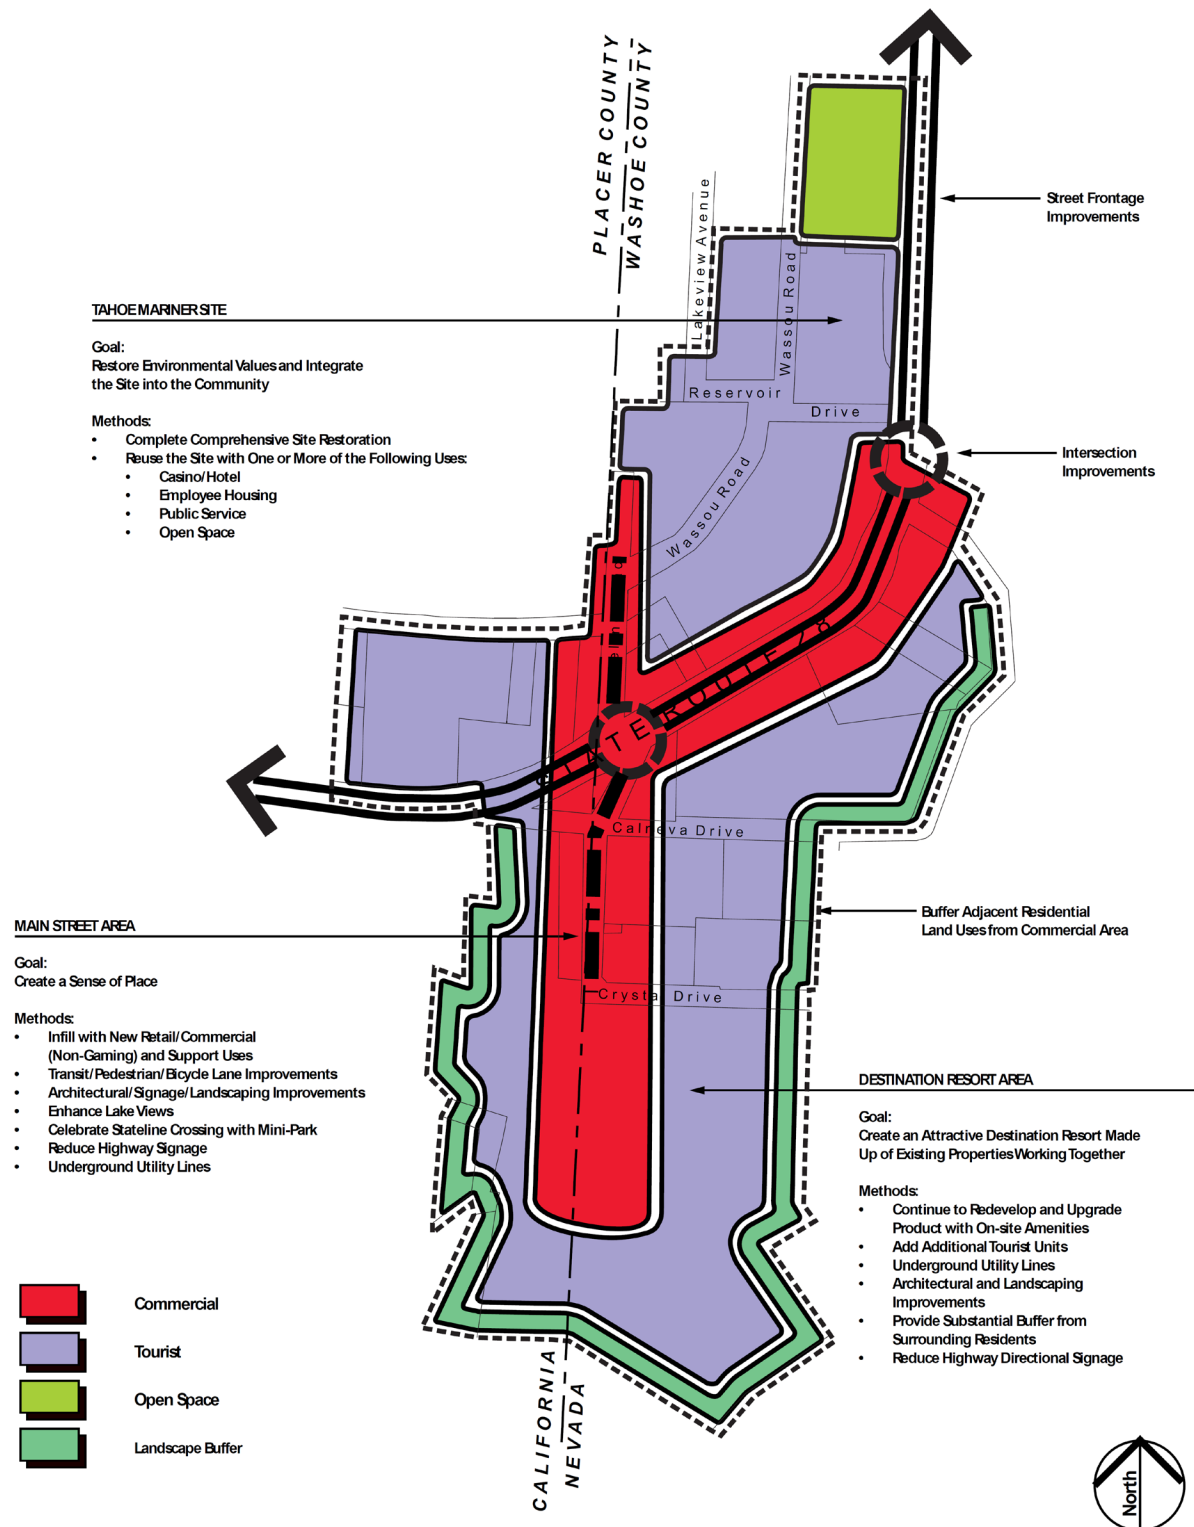 PLACER COUNTY
WASHOE COUNTY
Street Frontage
Improvements
Lakeview Avenue
Wassou Road
TAHOE MARINER SITE
Goal:
Restore Environmental Values and Integrate
the Site into the Community
Methods:
• Complete Comprehensive Site Restoration
• Reuse the Site with One or More of the Following Uses:
• Casino/Hotel
• Employee Housing
• Public Service
• Open Space
Reservoir
Drive
Wassou Road
Intersection
Improvements
STATE ROUTE 28
Calneva Drive
MAIN STREET AREA
Goal:
Create a Sense of Place
Methods:
• Infill with New Retail/Commercial
(Non-Gaming) and Support Uses
• Transit/Pedestrian/Bicycle Lane Improvements
• Architectural/Signage/Landscaping Improvements
• Enhance Lake Views
• Celebrate Stateline Crossing with Mini-Park
• Reduce Highway Signage
• Underground Utility Lines
Buffer Adjacent Residential
Land Uses from Commercial Area
Crystal Drive
DESTINATION RESORT AREA
Goal:
Create an Attractive Destination Resort Made
Up of Existing Properties Working Together
Methods:
• Continue to Redevelop and Upgrade
Product with On-site Amenities
• Add Additional Tourist Units
• Underground Utility Lines
• Architectural and Landscaping
Improvements
• Provide Substantial Buffer from
Surrounding Residents
• Reduce Highway Directional Signage
Commercial
Tourist
Open Space
Landscape Buffer
CALIFORNIA
NEVADA
North